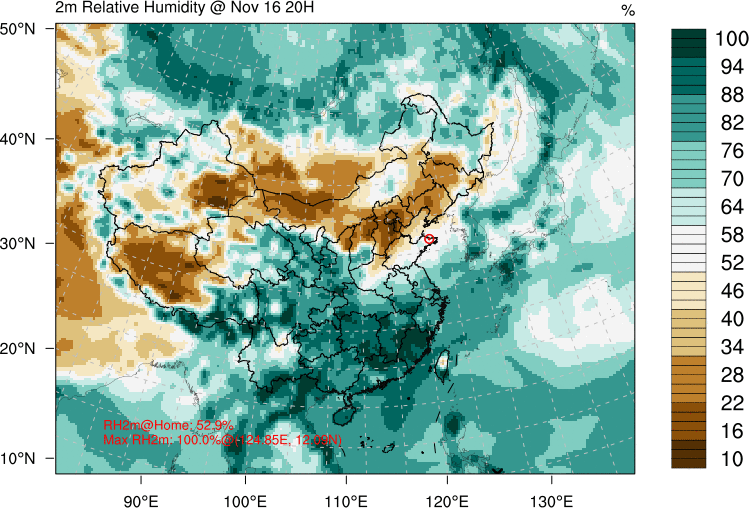 2m Relative Humidity @ Nov 16 20H
%
50°N
40°N
30°N
20°N
10°N
90°E
100°E
110°E
120°E
130°E
100
94
88
82
76
70
64
58
52
46
40
34
28
22
16
10
RH2m@Home: 52.9%
Max RH2m: 100.0%@(124.85E, 12.09N)